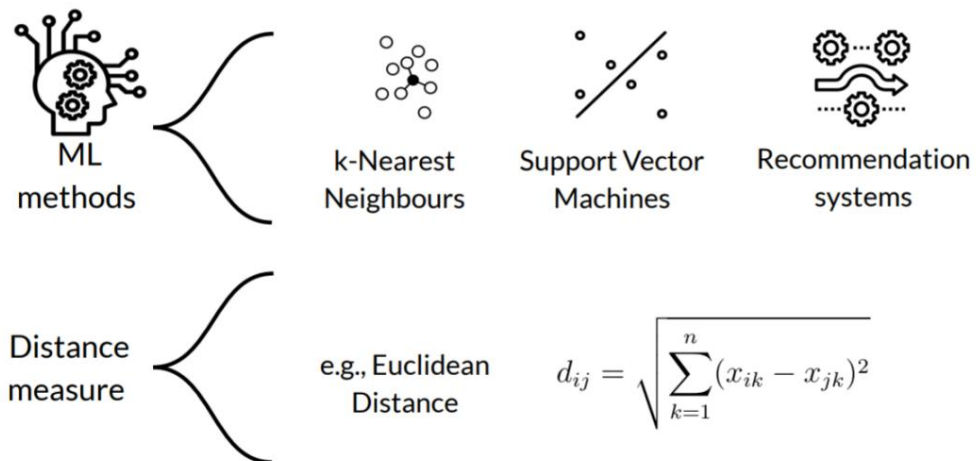 ML
methods
k-Nearest
Neighbours
Support Vector
Machines
Recommendation
systems
Distance
measure
e.g., Euclidean
Distance
d_{ij} = \sqrt{\sum_{k=1}^{n}(x_{ik} - x_{jk})^2}